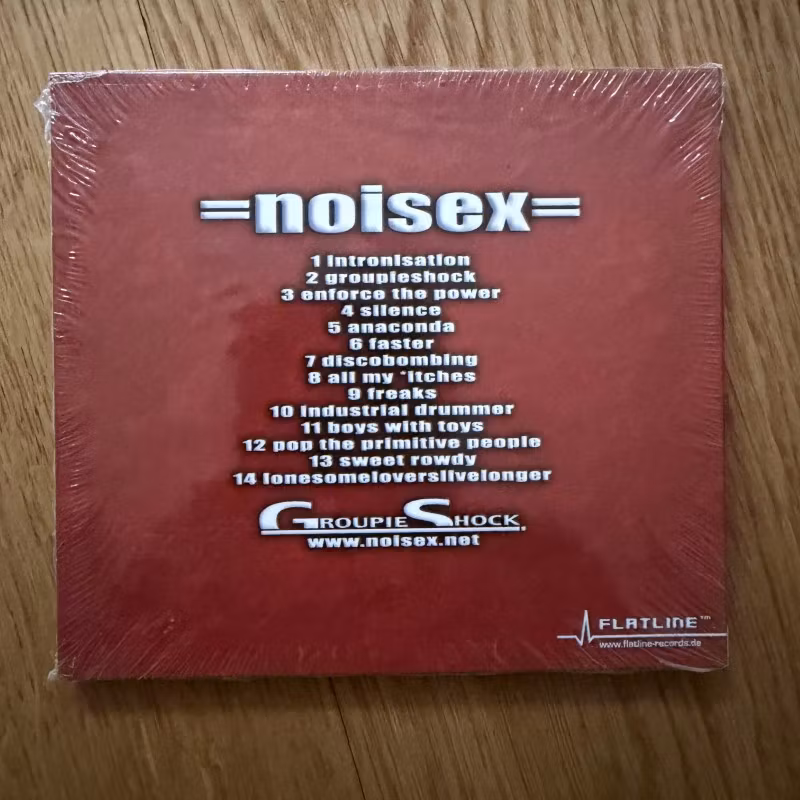 =noisex=
1 intronisation
2 groupieshock
3 enforce the power
4 silence
5 anaconda
6 faster
7 discobombing
8 all my *itches
9 freaks
10 industrial drummer
11 boys with toys
12 pop the primitive people
13 sweet rowdy
14 lonesomeloverslivelonger
GROUPIE SHOCK.
www.noisex.net
FLATLINE™
www.flatline-records.de